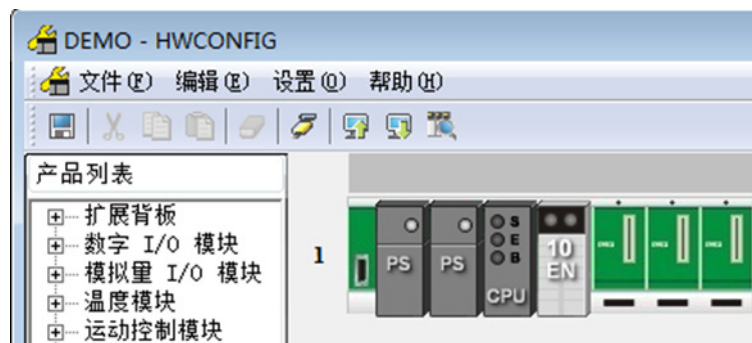 DEMO - HWCONFIG
文件(F) 编辑(E) 设置(O) 帮助(H)
产品列表
扩展背板
数字 I/O 模块
模拟量 I/O 模块
温度模块
运动控制模块
1
PS
PS
S
E
B
CPU
10
EN